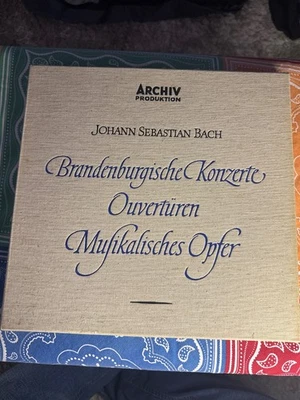 ARCHIV
PRODUKTION
JOHANN SEBASTIAN BACH
Brandenburgische Konzerte
Ouvertüren
Musikalisches Opfer